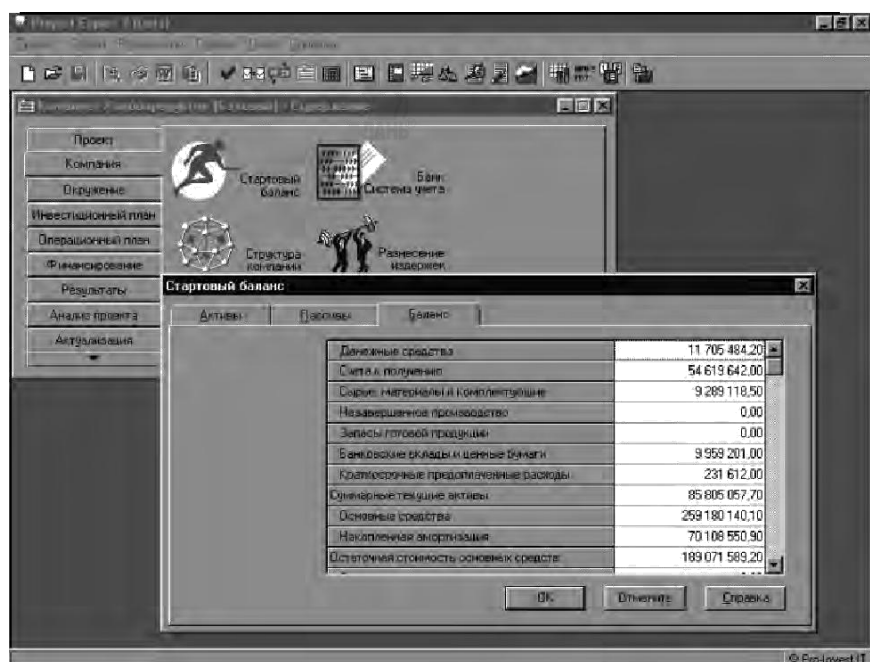 Project Expert
Проект
Компания
Окружение
Инвестиционный план
Операционный план
Финансирование
Результаты
Анализ проекта
Актуализация
Стартовый
баланс
Банк
Система учета
Структура
компании
Разнесение
издержек
Стартовый баланс
Активы
Пассивы
Баланс
Денежные средства 11 705 484,20
Счета к получению 54 619 642,00
Сырье, материалы и комплектующие 9 289 118,50
Незавершенное производство 0,00
Запасы готовой продукции 0,00
Банковские вклады и ценные бумаги 9 959 201,00
Краткосрочные предоплаченные расходы 231 612,00
Суммарные текущие активы 85 805 057,70
Основные средства 259 180 140,10
Накопленная амортизация 70 108 550,90
Остаточная стоимость основных средств 189 071 589,20
OK
Отменить
Справка
© Pro-Invest IT